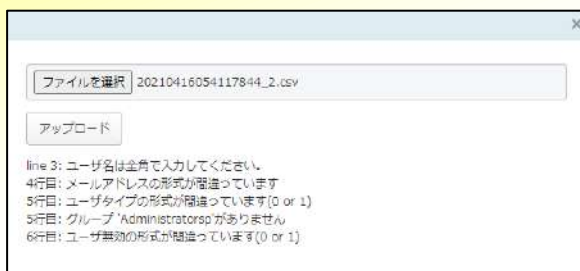 ×
ファイルを選択 20210416054117844_2.csv
アップロード
line 3: ユーザ名は全角で入力してください。
4行目: メールアドレスの形式が間違っています
5行目: ユーザタイプの形式が間違っています(0 or 1)
5行目: グループ 'Administratorsp'がありません
6行目: ユーザ無効の形式が間違っています(0 or 1)